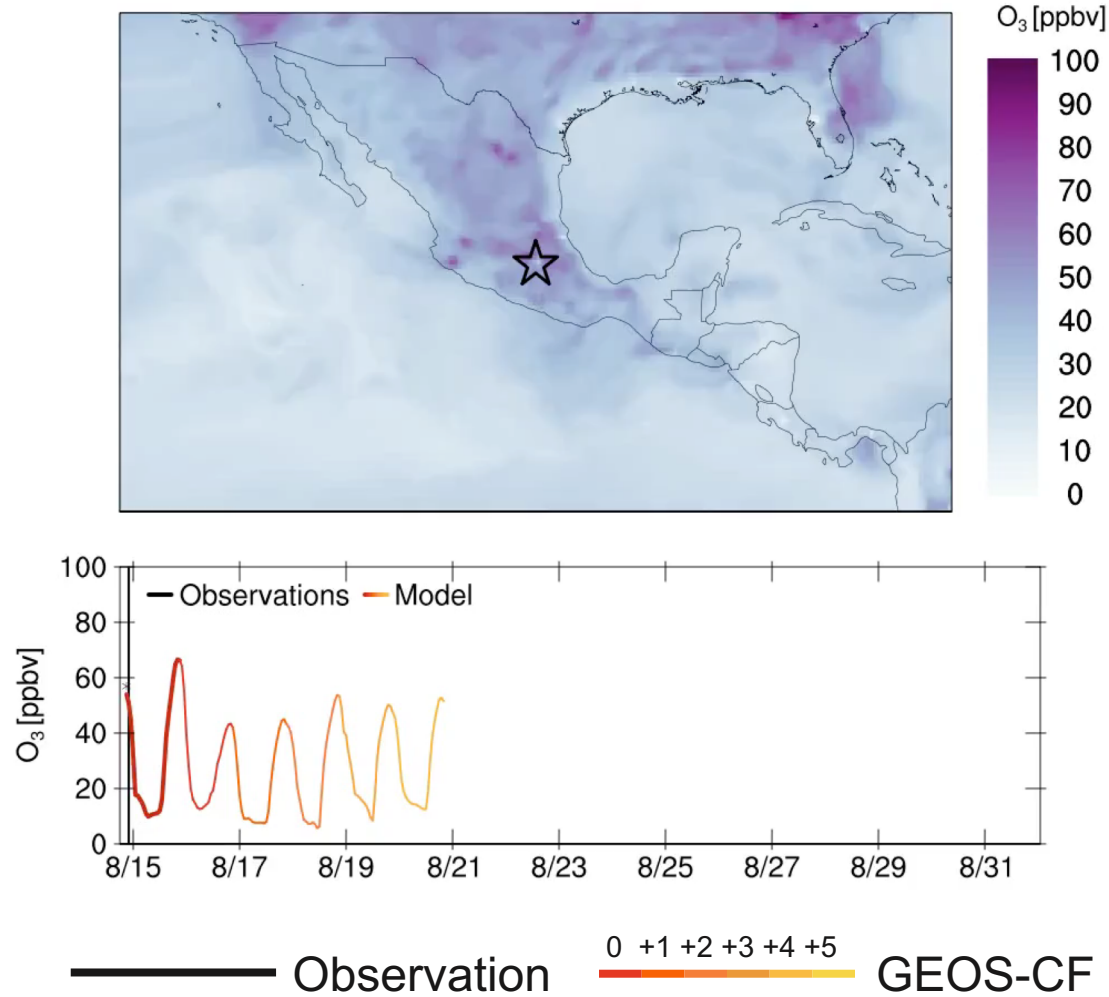 O₃ [ppbv]
100
90
80
70
60
50
40
30
20
10
0
100
80
60
40
20
0
O₃ [ppbv]
Observations Model
8/15 8/17 8/19 8/21 8/23 8/25 8/27 8/29 8/31
0 +1 +2 +3 +4 +5
Observation GEOS-CF